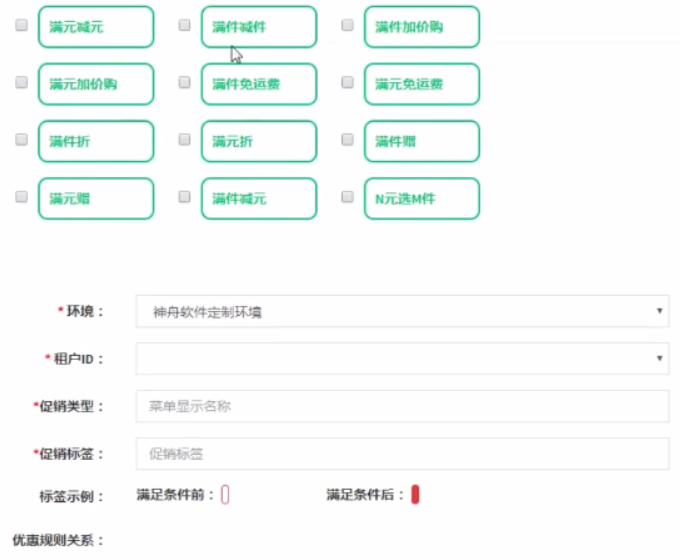 满元减元 满件减件 满件加价购
满元加价购 满件免运费 满元免运费
满件折 满元折 满件赠
满元赠 满件减元 N元选M件
*环境： 神舟软件定制环境
*租户ID：
*促销类型： 菜单显示名称
*促销标签： 促销标签
标签示例： 满足条件前： 满足条件后：
优惠规则关系：